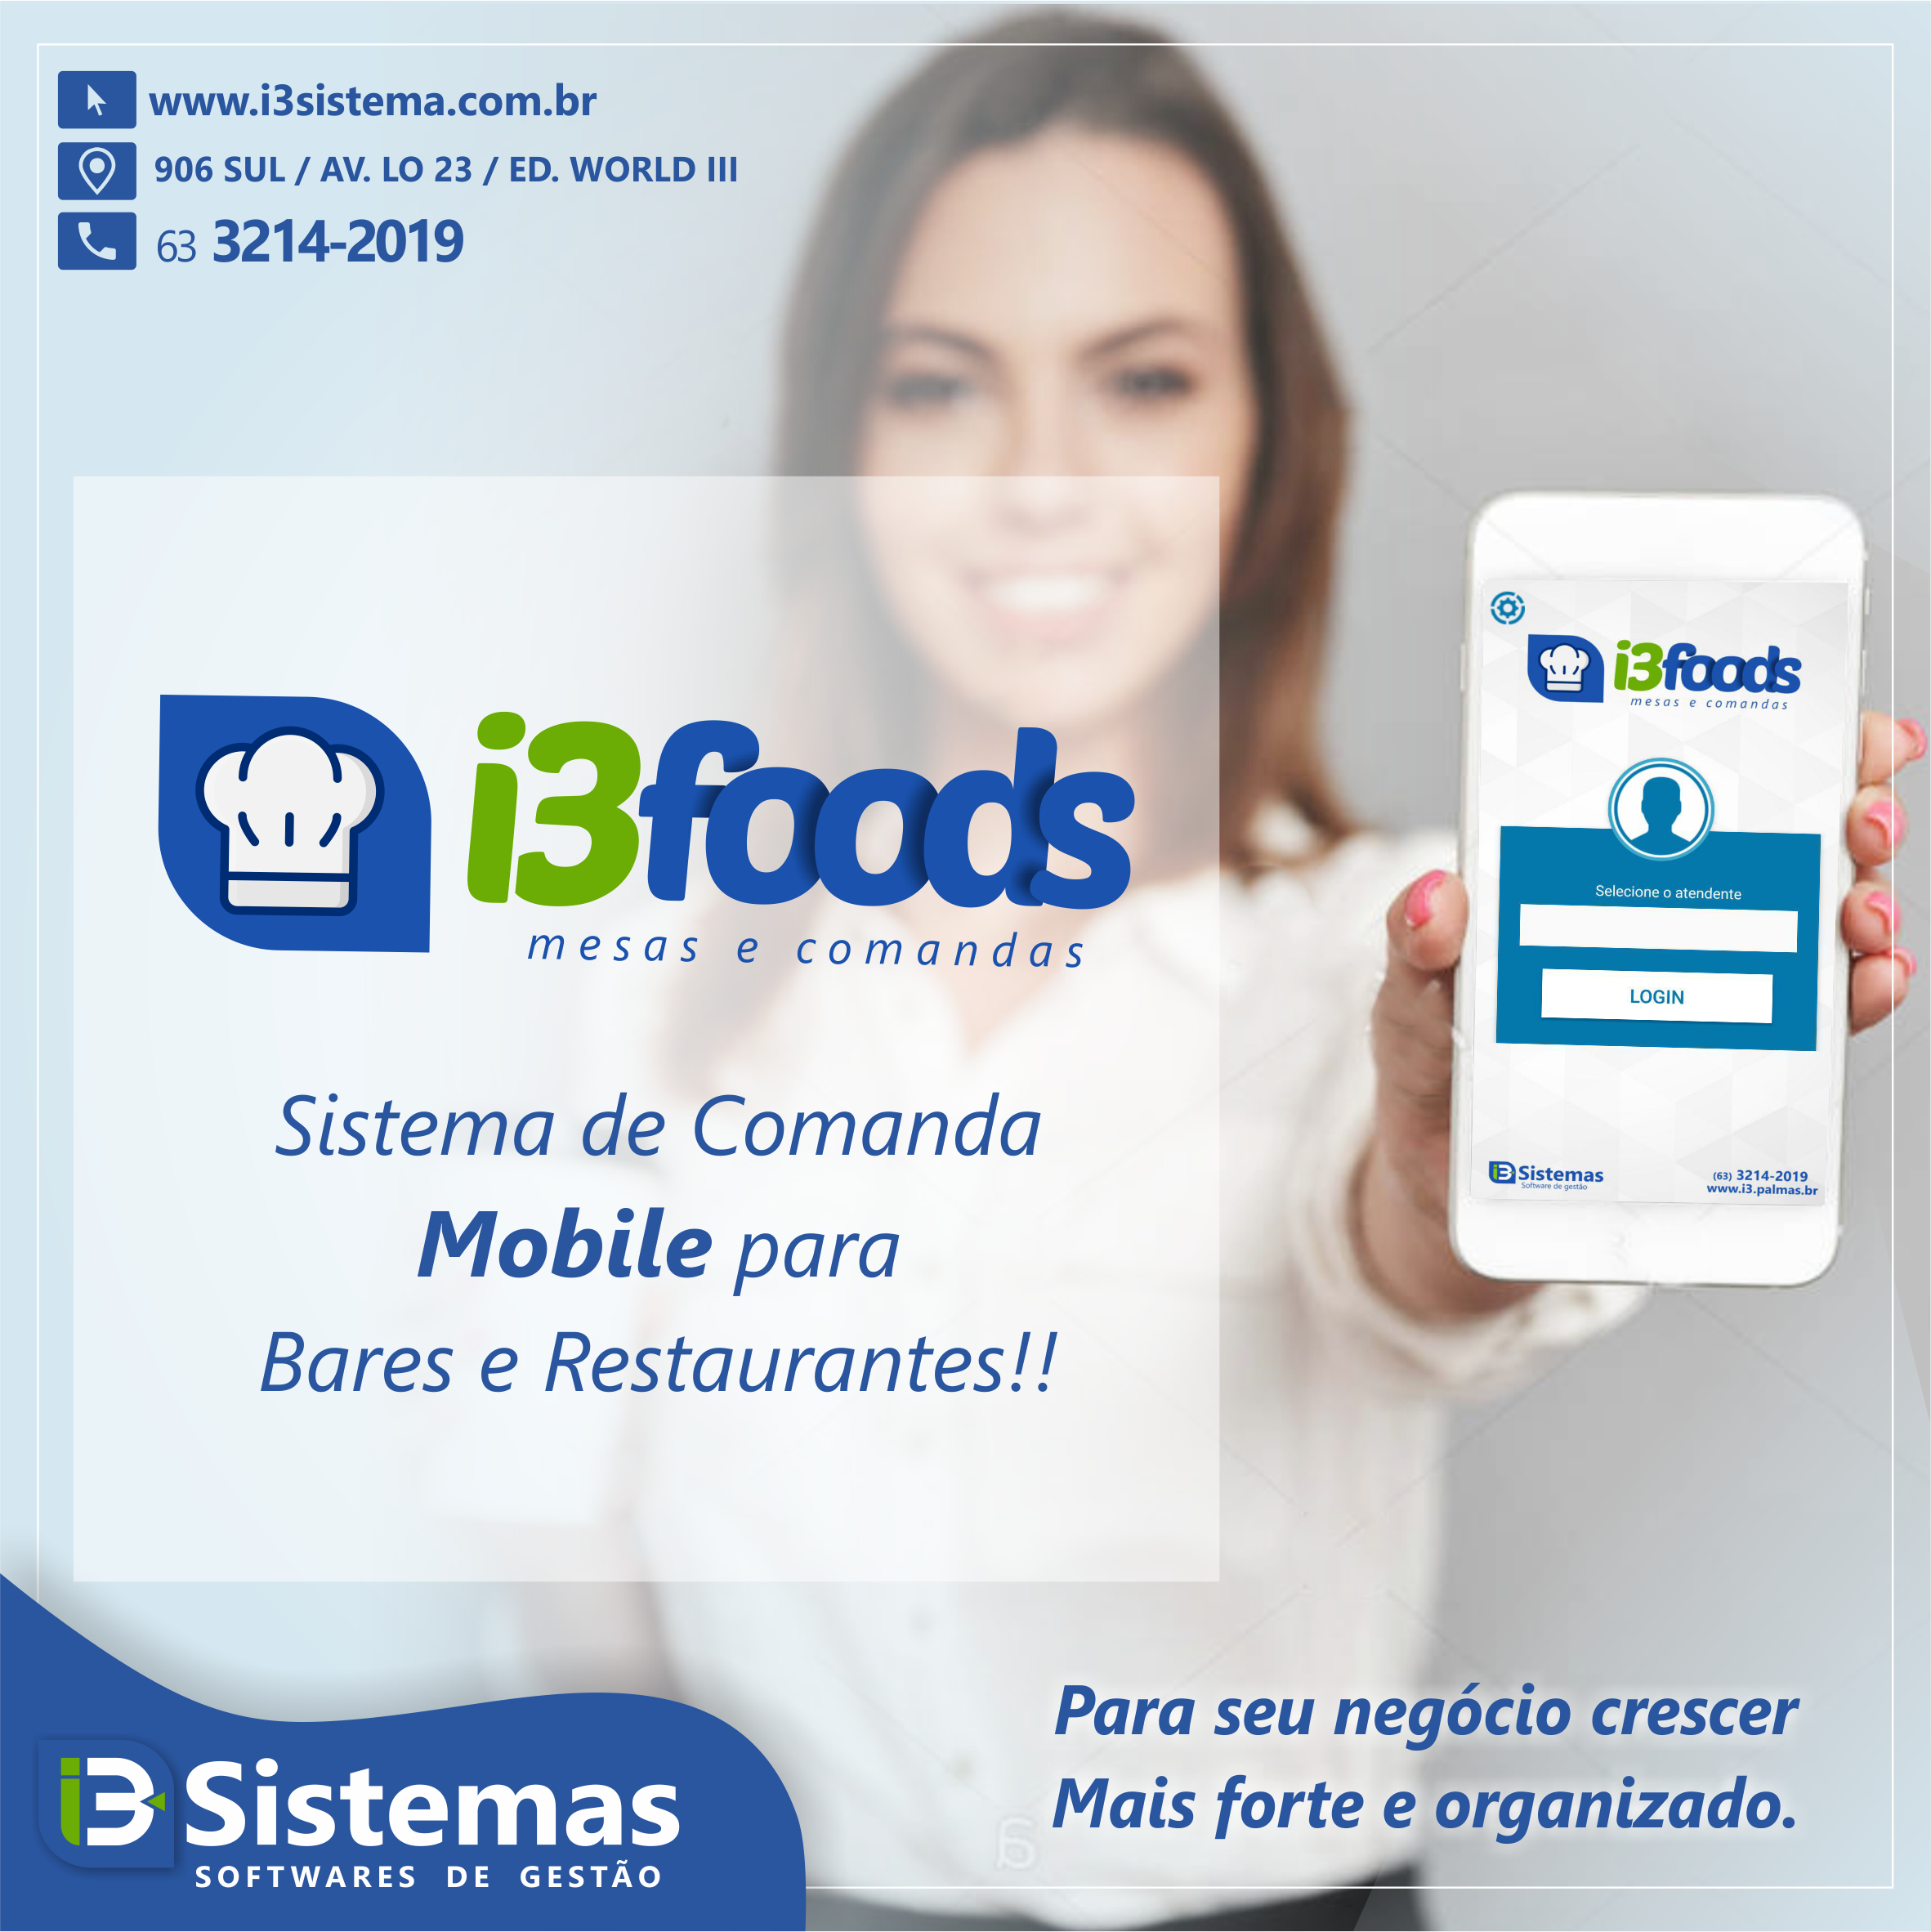 www.i3sistema.com.br
906 SUL / AV. LO 23 / ED. WORLD III
63 3214-2019
i3foods
mesas e comandas
Sistema de Comanda
Mobile para
Bares e Restaurantes!!
i3foods
mesas e comandas
Selecione o atendente
LOGIN
i3 Sistemas
Software de gestão
(63) 3214-2019
www.i3.palmas.br
Para seu negócio crescer
Mais forte e organizado.
i3 Sistemas
SOFTWARES DE GESTÃO